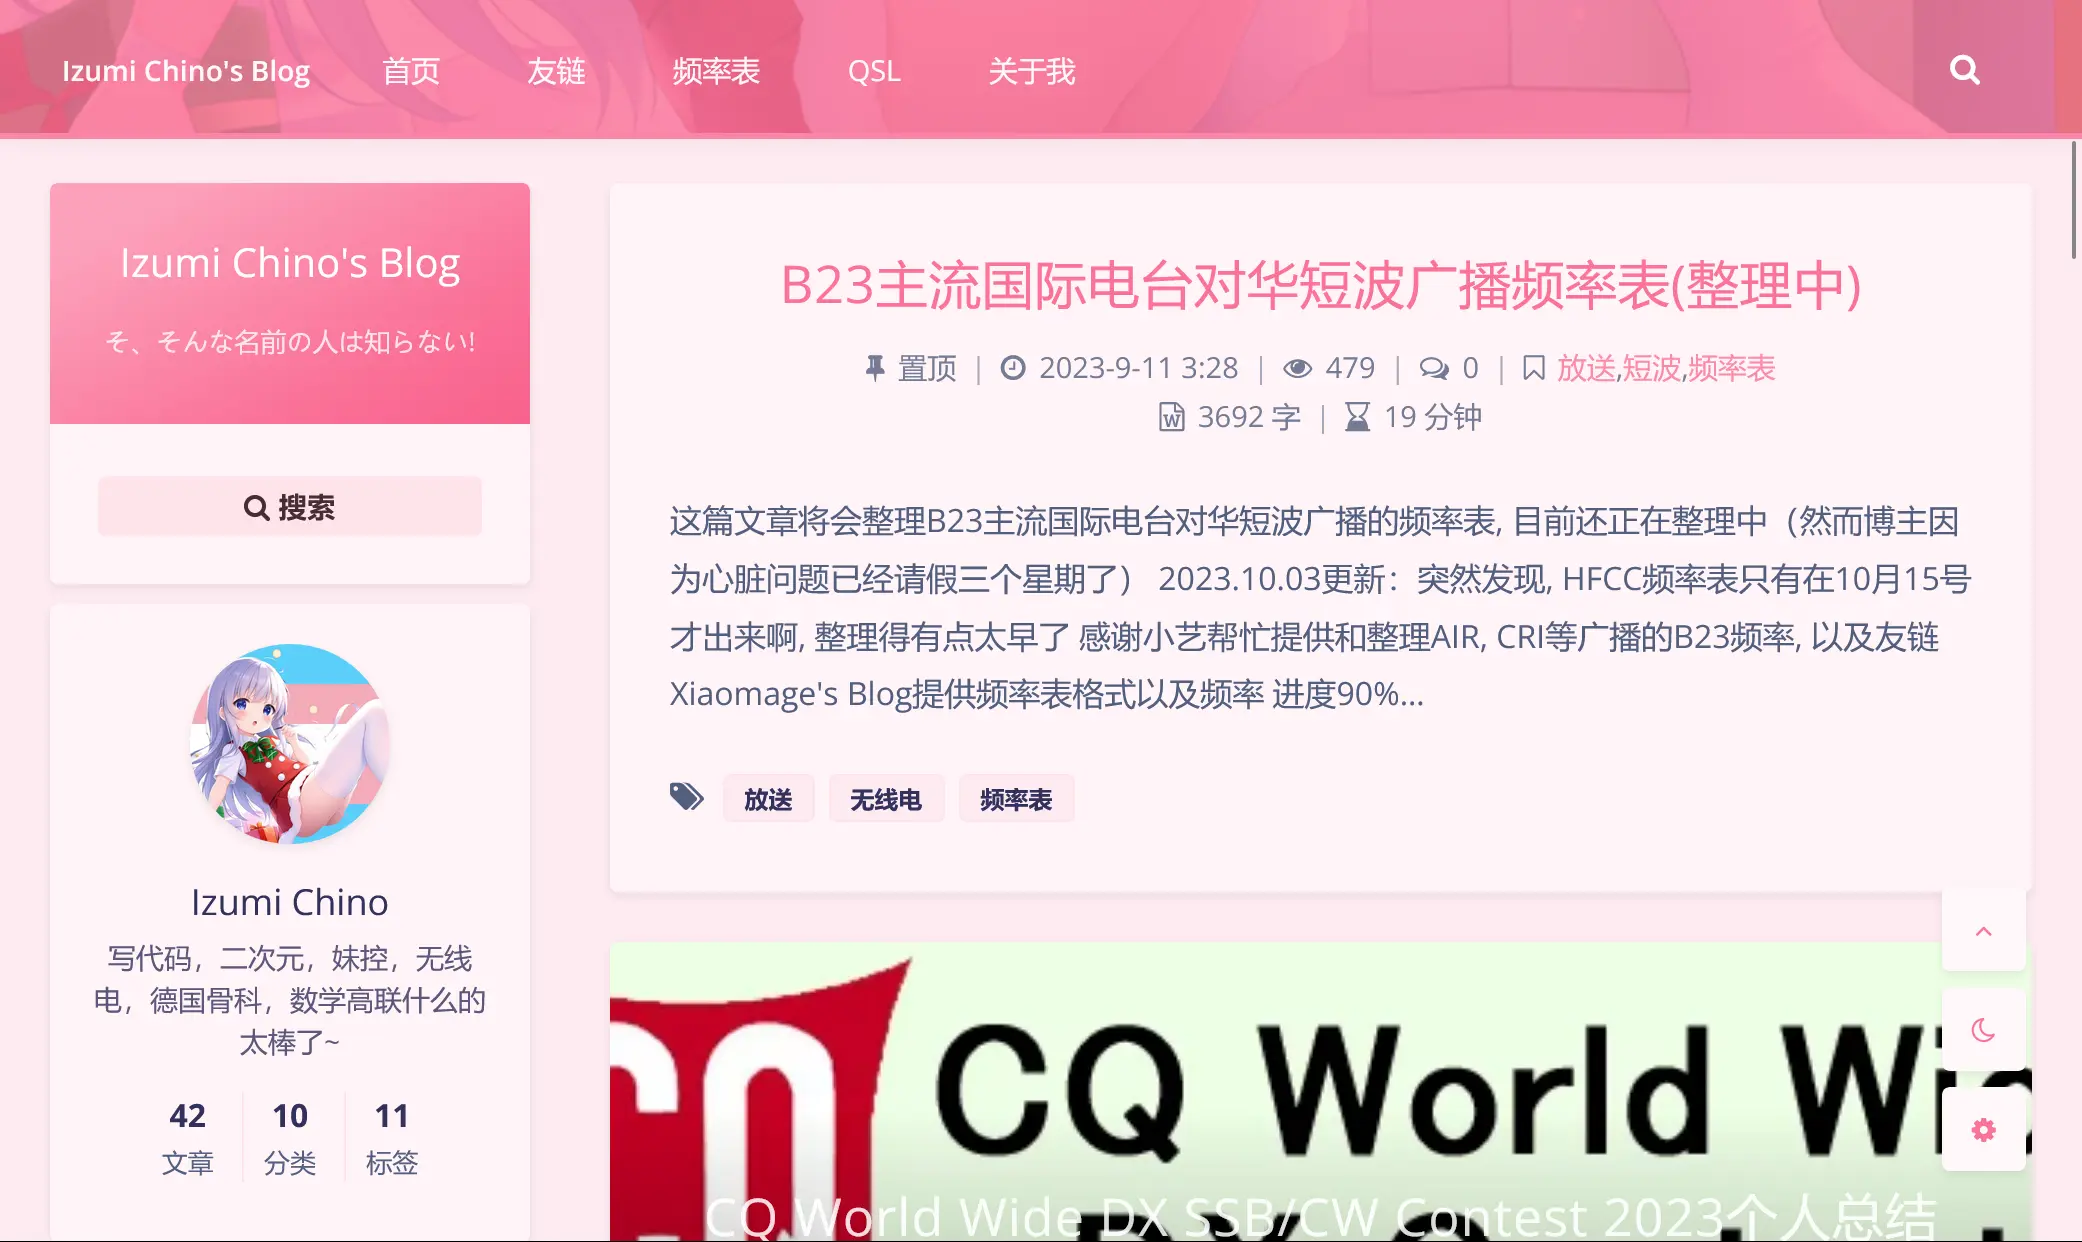 Izumi Chino's Blog 首页 友链 频率表 QSL 关于我
Izumi Chino's Blog
そ、そんな名前の人は知らない!
搜索
Izumi Chino
写代码，二次元，妹控，无线
电，德国骨科，数学高联什么的
太棒了~
42 10 11
文章 分类 标签
B23主流国际电台对华短波广播频率表(整理中)
置顶 | 2023-9-11 3:28 | 479 | 0 | 放送,短波,频率表
3692 字 | 19 分钟
这篇文章将会整理B23主流国际电台对华短波广播的频率表, 目前还正在整理中（然而博主因
为心脏问题已经请假三个星期了） 2023.10.03更新：突然发现, HFCC频率表只有在10月15号
才出来啊, 整理得有点太早了 感谢小艺帮忙提供和整理AIR, CRI等广播的B23频率, 以及友链
Xiaomage's Blog提供频率表格式以及频率 进度90%...
放送 无线电 频率表
CQ World Wid
CQ World Wide DX SSB/CW Contest 2023个人总结